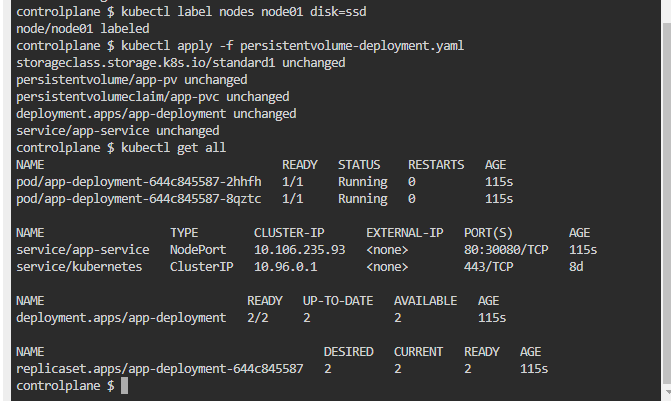 controlplane $ kubectl label nodes node01 disk=ssd
node/node01 labeled
controlplane $ kubectl apply -f persistentvolume-deployment.yaml
storageclass.storage.k8s.io/standard1 unchanged
persistentvolume/app-pv unchanged
persistentvolumeclaim/app-pvc unchanged
deployment.apps/app-deployment unchanged
service/app-service unchanged
controlplane $ kubectl get all
NAME READY STATUS RESTARTS AGE
pod/app-deployment-644c845587-2hhfh 1/1 Running 0 115s
pod/app-deployment-644c845587-8qztc 1/1 Running 0 115s
NAME TYPE CLUSTER-IP EXTERNAL-IP PORT(S) AGE
service/app-service NodePort 10.106.235.93 <none> 80:30080/TCP 115s
service/kubernetes ClusterIP 10.96.0.1 <none> 443/TCP 8d
NAME READY UP-TO-DATE AVAILABLE AGE
deployment.apps/app-deployment 2/2 2 2 115s
NAME DESIRED CURRENT READY AGE
replicaset.apps/app-deployment-644c845587 2 2 2 115s
controlplane $